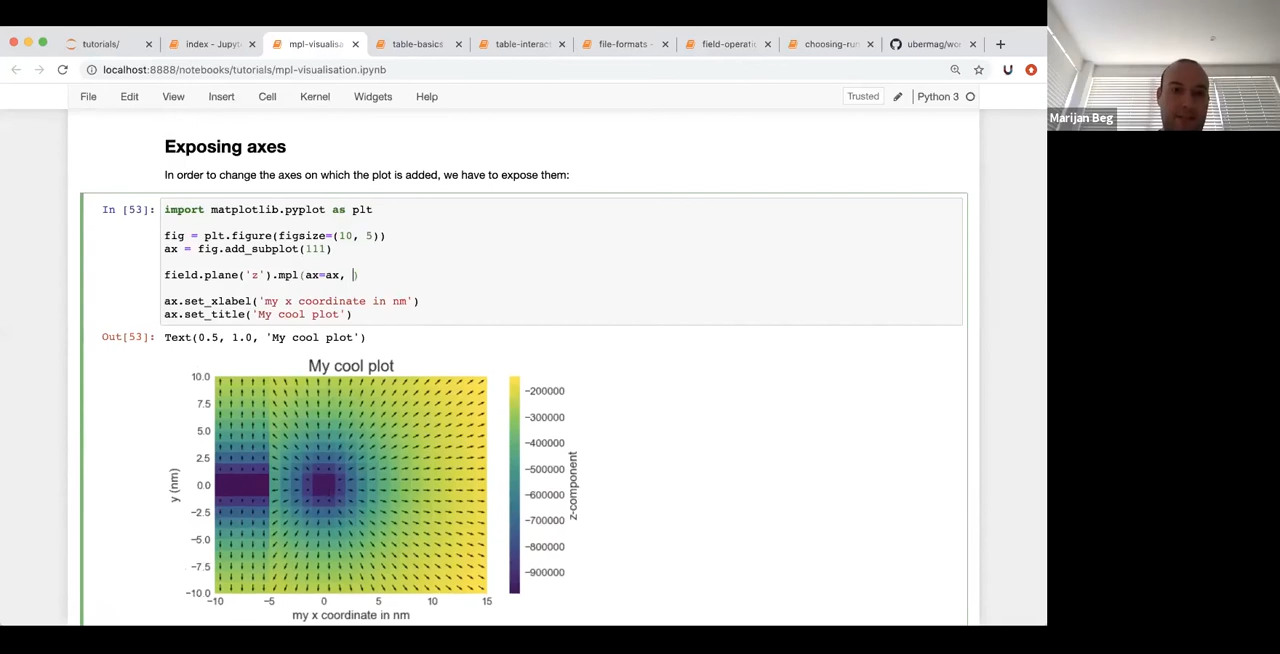 tutorials/
index - Jupyt
mpl-visualisa
table-basics
table-interact
file-formats -
field-operatio
choosing-run
ubermag/wor
localhost:8888/notebooks/tutorials/mpl-visualisation.ipynb
File Edit View Insert Cell Kernel Widgets Help
Trusted
Python 3
Marijan Beg
Exposing axes
In order to change the axes on which the plot is added, we have to expose them:
In [53]:
import matplotlib.pyplot as plt
fig = plt.figure(figsize=(10, 5))
ax = fig.add_subplot(111)
field.plane('z').mpl(ax=ax, )
ax.set_xlabel('my x coordinate in nm')
ax.set_title('My cool plot')
Out[53]:
Text(0.5, 1.0, 'My cool plot')
My cool plot
10.0
7.5
5.0
2.5
0.0
−2.5
−5.0
−7.5
−10.0
y (nm)
−10 −5 0 5 10 15
my x coordinate in nm
−200000
−300000
−400000
−500000
−600000
−700000
−800000
−900000
z-component